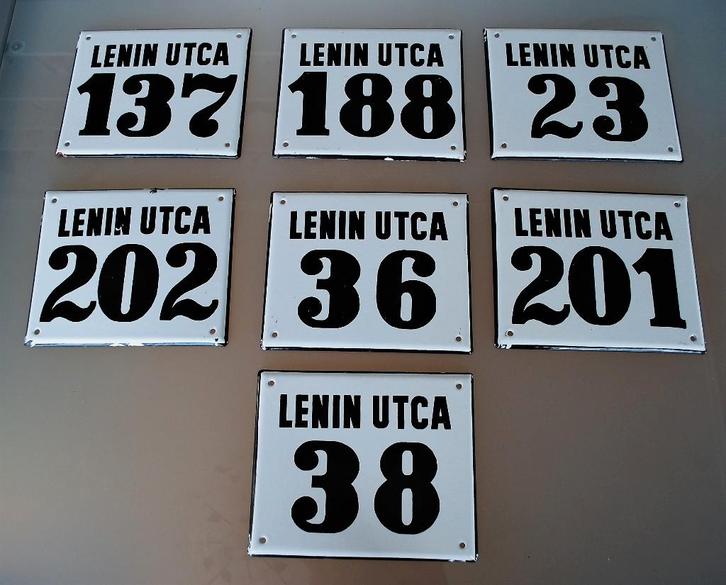 LENIN UTCA
137
LENIN UTCA
188
LENIN UTCA
23
LENIN UTCA
202
LENIN UTCA
36
LENIN UTCA
201
LENIN UTCA
38